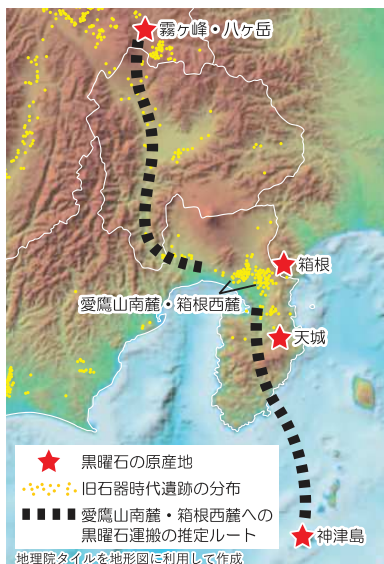 霧ヶ峰・八ヶ岳
箱根
愛鷹山南麓・箱根西麓
天城
黒曜石の原産地
旧石器時代遺跡の分布
愛鷹山南麓・箱根西麓への
黒曜石運搬の推定ルート
神津島
地理院タイルを地形図に利用して作成